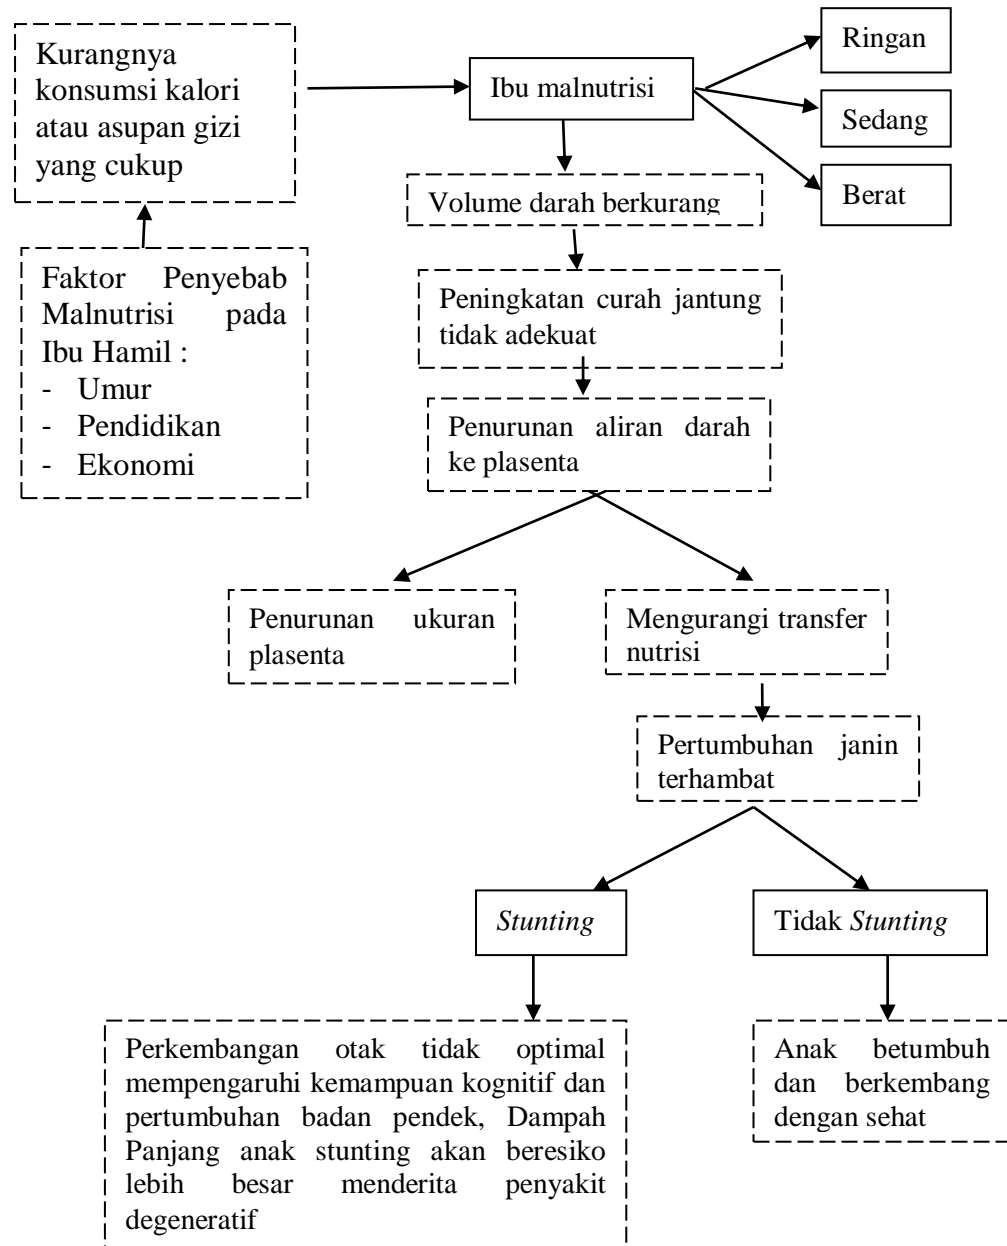 Kurangnya
konsumsi kalori
atau asupan gizi
yang cukup
Ibu malnutrisi
Ringan
Sedang
Berat
Volume darah berkurang
Faktor Penyebab
Malnutrisi pada
Ibu Hamil :
- Umur
- Pendidikan
- Ekonomi
Peningkatan curah jantung
tidak adekuat
Penurunan aliran darah
ke plasenta
Penurunan ukuran
plasenta
Mengurangi transfer
nutrisi
Pertumbuhan janin
terhambat
Stunting
Tidak Stunting
Perkembangan otak tidak optimal
mempengaruhi kemampuan kognitif dan
pertumbuhan badan pendek, Dampah
Panjang anak stunting akan beresiko
lebih besar menderita penyakit
degeneratif
Anak betumbuh
dan berkembang
dengan sehat